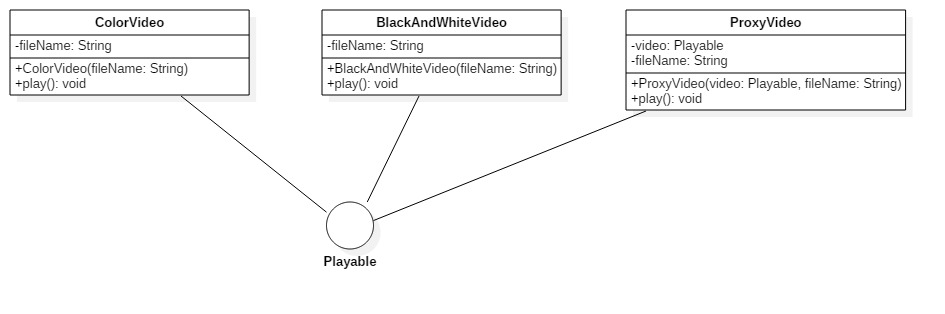 ColorVideo
-fileName: String
+ColorVideo(fileName: String)
+play(): void
BlackAndWhiteVideo
-fileName: String
+BlackAndWhiteVideo(fileName: String)
+play(): void
ProxyVideo
-video: Playable
-fileName: String
+ProxyVideo(video: Playable, fileName: String)
+play(): void
Playable